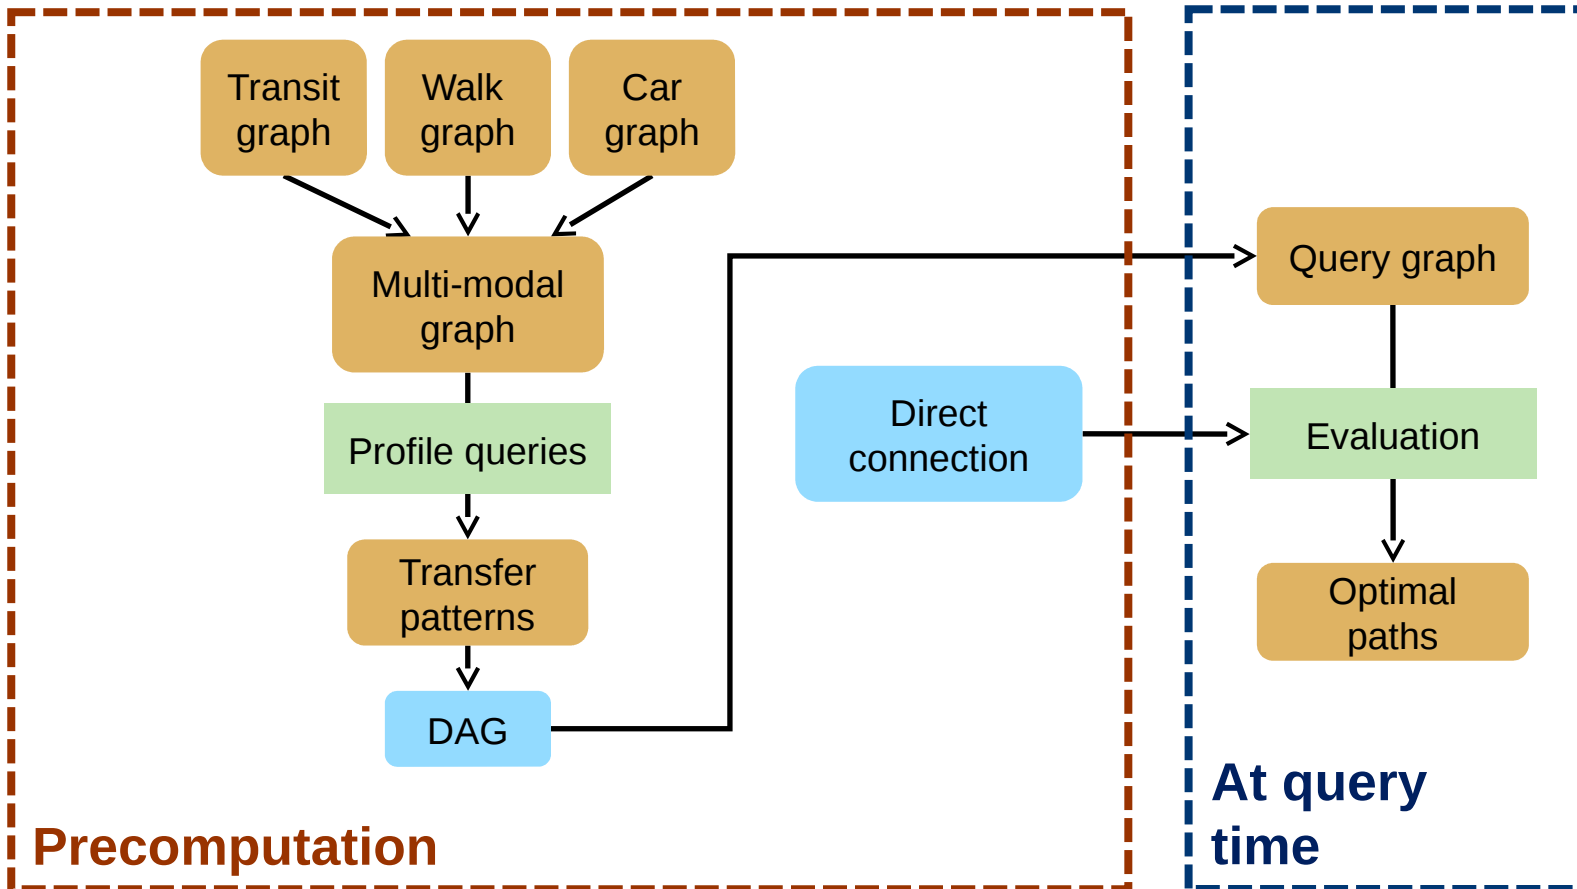 Transit
graph
Walk
graph
Car
graph
Multi-modal
graph
Profile queries
Transfer
patterns
DAG
Direct
connection
Precomputation
Query graph
Evaluation
Optimal
paths
At query
time